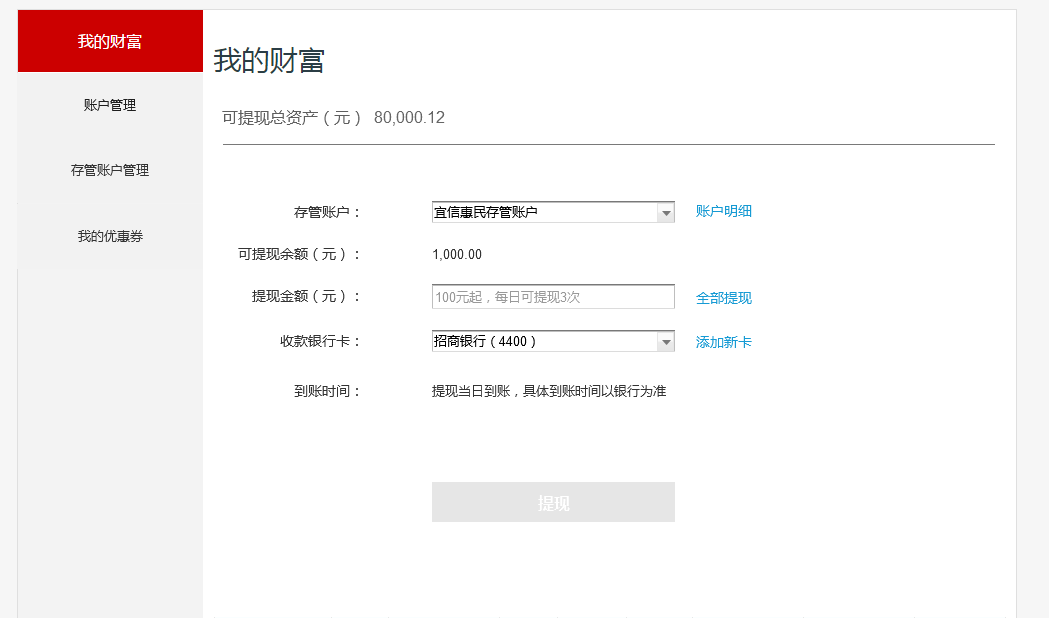 我的财富
账户管理
存管账户管理
我的优惠券
我的财富
可提现总资产（元） 80,000.12
存管账户： 宜信惠民存管账户 账户明细
可提现余额（元）： 1,000.00
提现金额（元）： 100元起，每日可提现3次 全部提现
收款银行卡： 招商银行（4400） 添加新卡
到账时间： 提现当日到账，具体到账时间以银行为准
提现